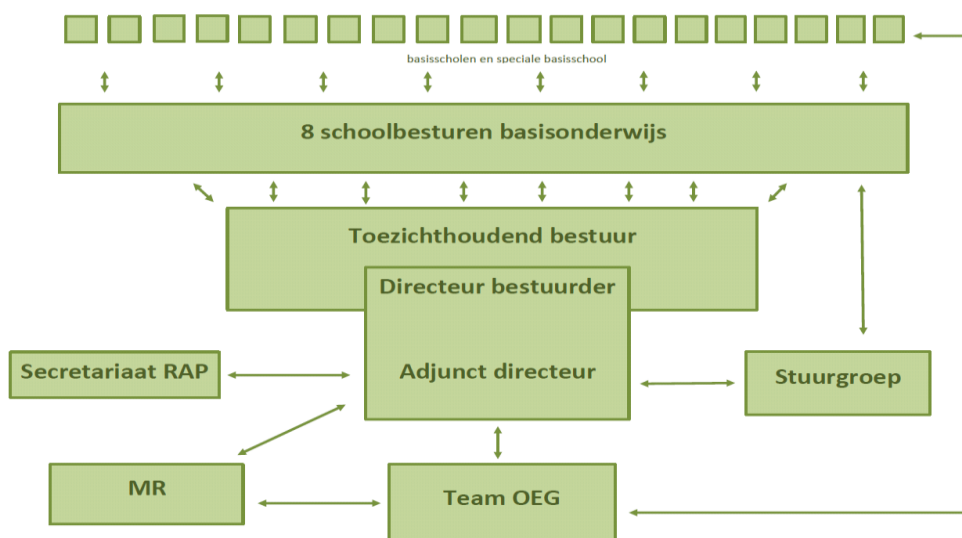 basisscholen en speciale basisschool
8 schoolbesturen basisonderwijs
Toezichthoudend bestuur
Directeur bestuurder
Secretariaat RAP
Adjunct directeur
Stuurgroep
MR
Team OEG